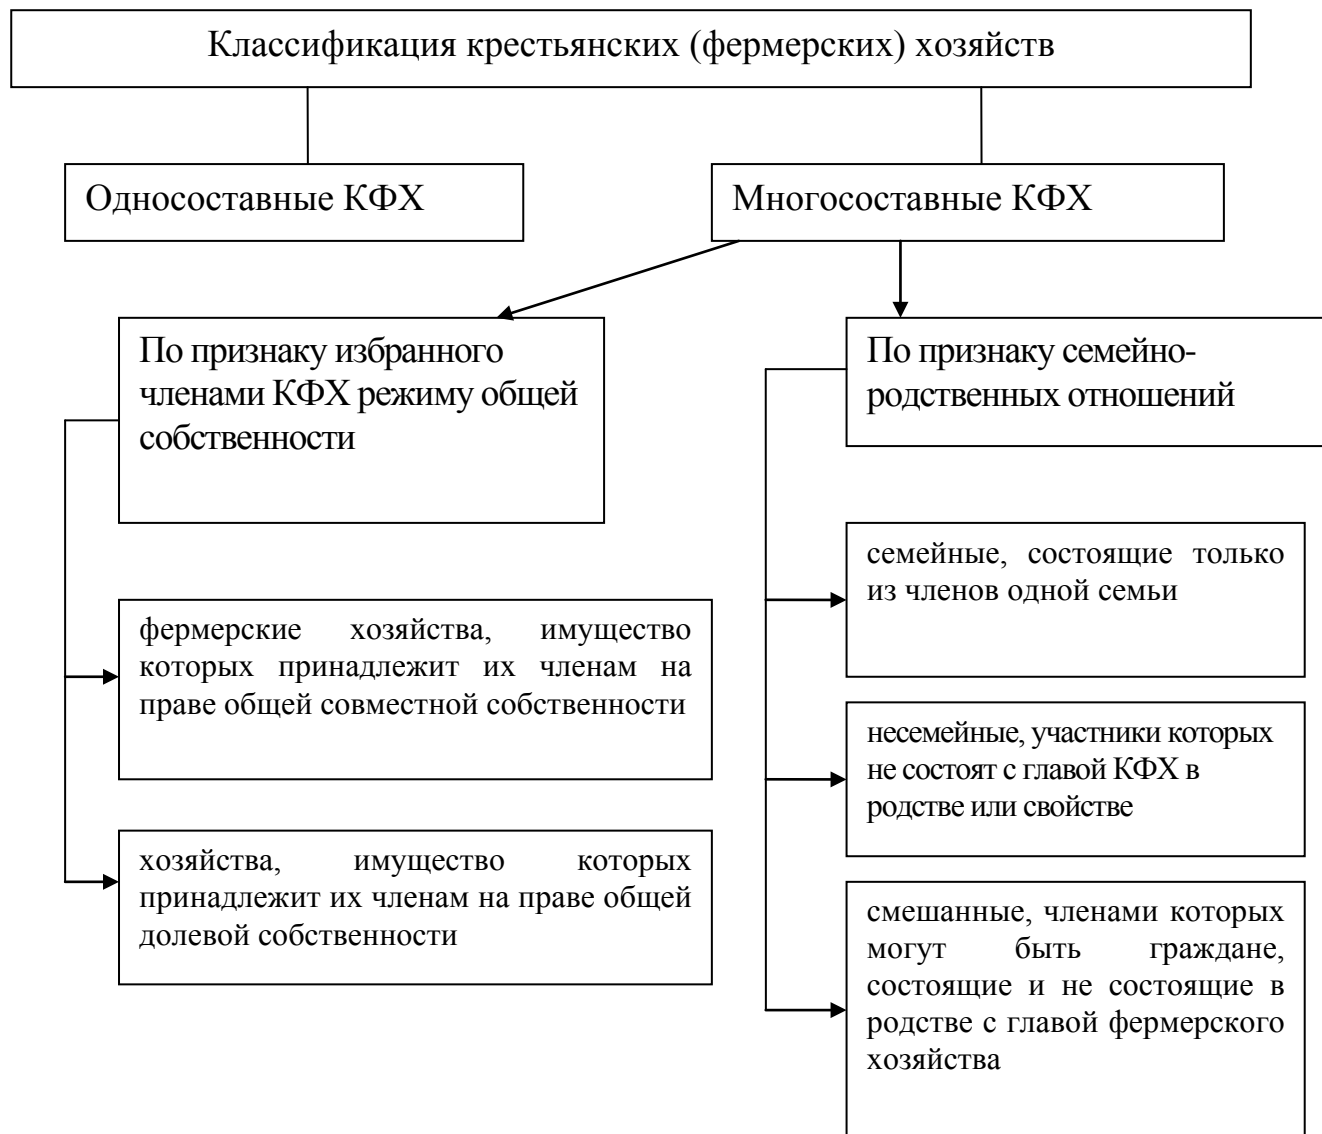 Классификация крестьянских (фермерских) хозяйств
Односоставные КФХ
Многосоставные КФХ
По признаку избранного
членами КФХ режиму общей
собственности
По признаку семейно-
родственных отношений
фермерские хозяйства, имущество
которых принадлежит их членам на
праве общей совместной собственности
хозяйства, имущество которых
принадлежит их членам на праве общей
долевой собственности
семейные, состоящие только
из членов одной семьи
несемейные, участники которых
не состоят с главой КФХ в
родстве или свойстве
смешанные, членами которых
могут быть граждане,
состоящие и не состоящие в
родстве с главой фермерского
хозяйства